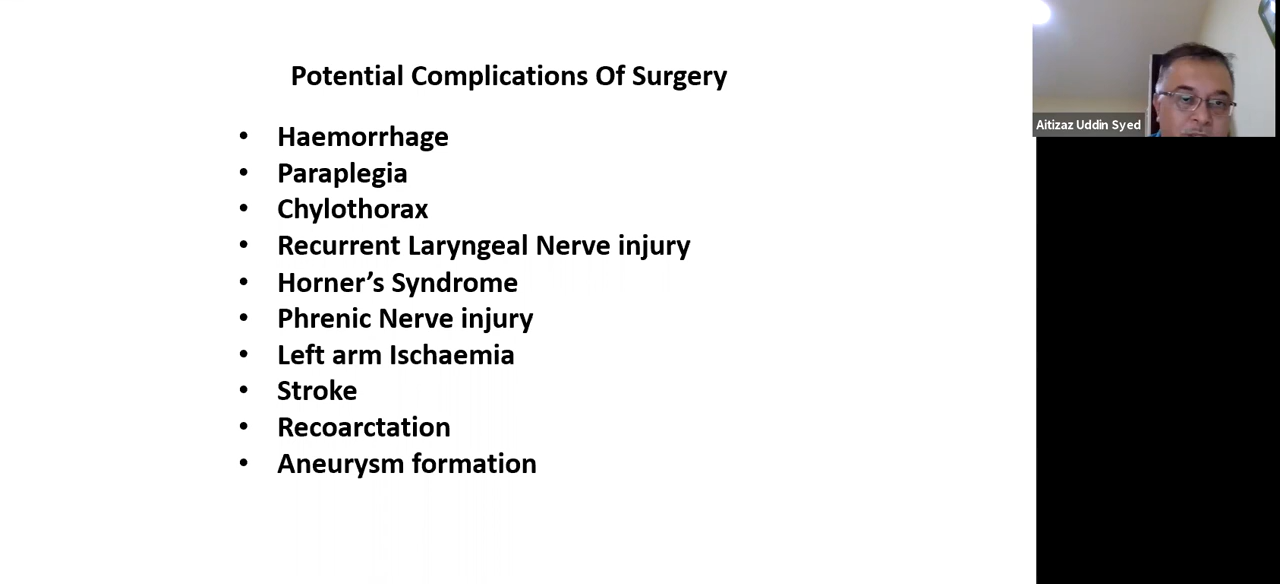 Potential Complications Of Surgery
• Haemorrhage
• Paraplegia
• Chylothorax
• Recurrent Laryngeal Nerve injury
• Horner’s Syndrome
• Phrenic Nerve injury
• Left arm Ischaemia
• Stroke
• Recoarctation
• Aneurysm formation
Aitizaz Uddin Syed